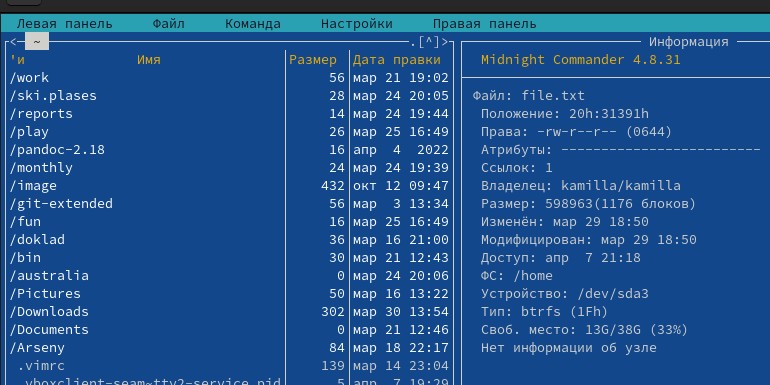 Левая панель Файл Команда Настройки Правая панель
<─ ~ ─.[^]>
'и Имя Размер Дата правки
/work 56 мар 21 19:02
/ski.plases 28 мар 24 20:05
/reports 14 мар 24 19:44
/play 26 мар 25 16:49
/pandoc-2.18 16 апр 4 2022
/monthly 24 мар 24 19:39
/image 432 окт 12 09:47
/git-extended 56 мар 3 13:34
/fun 16 мар 25 16:49
/doklad 36 мар 16 21:00
/bin 30 мар 21 12:43
/australia 0 мар 24 20:06
/Pictures 50 мар 16 13:22
/Downloads 302 мар 30 13:54
/Documents 0 мар 21 12:46
/Arseny 84 мар 18 22:17
.vimrc 139 мар 14 23:04
.vboxclient-seam~tty2-service.pid 5 апр 7 19:29
Информация
Midnight Commander 4.8.31
Файл: file.txt
Положение: 20h:31391h
Права: -rw-r--r-- (0644)
Атрибуты: ------------------------
Ссылок: 1
Владелец: kamilla/kamilla
Размер: 598963(1176 блоков)
Изменён: мар 29 18:50
Модифицирован: мар 29 18:50
Доступ: апр 7 21:18
ФС: /home
Устройство: /dev/sda3
Тип: btrfs (1Fh)
Своб. место: 13G/38G (33%)
Нет информации об узле